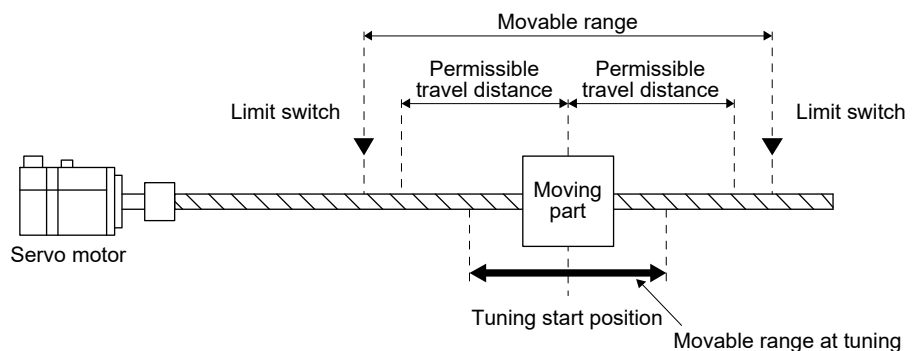 Movable range
Permissible
travel distance
Permissible
travel distance
Limit switch
Limit switch
Moving
part
Servo motor
Tuning start position
Movable range at tuning